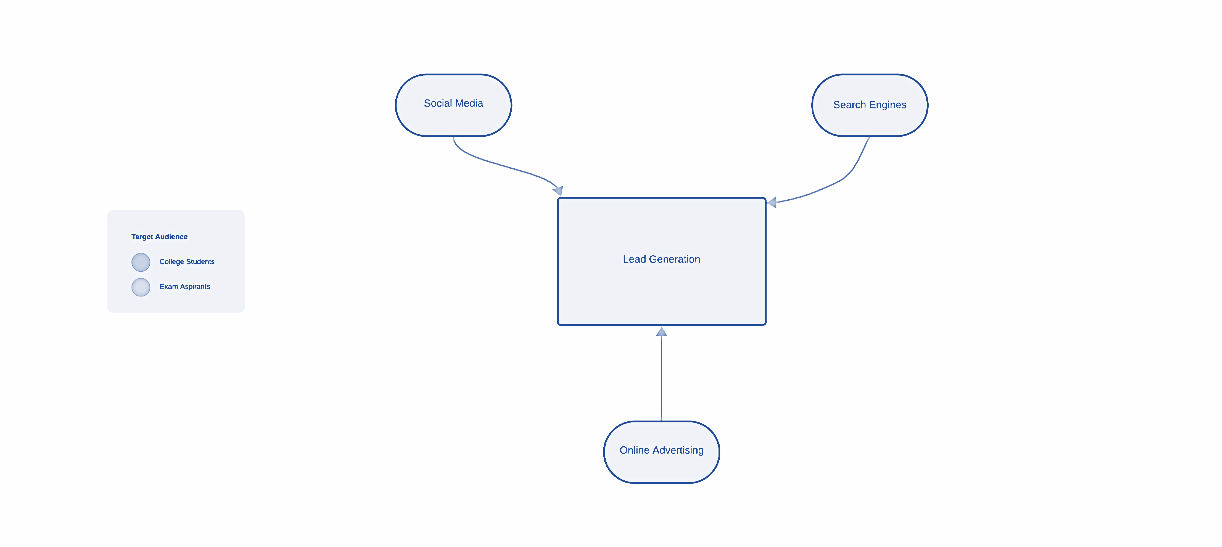 Social Media
Search Engines
Target Audience
College Students
Exam Aspirants
Lead Generation
Online Advertising